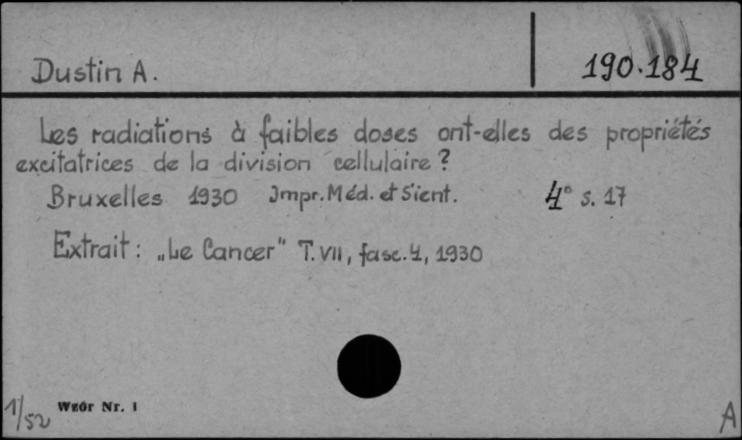 Dustin A.
190.184
Les radiations à faibles doses ont-elles des propriétés
excitatrices de la division cellulaire ?
Bruxelles 1930 Impr. Méd. et Sient. 4° s. 17
Extrait: „Le Cancer" T. VII, fasc. 4, 1930
1/52
Wzór Nr. 1
A